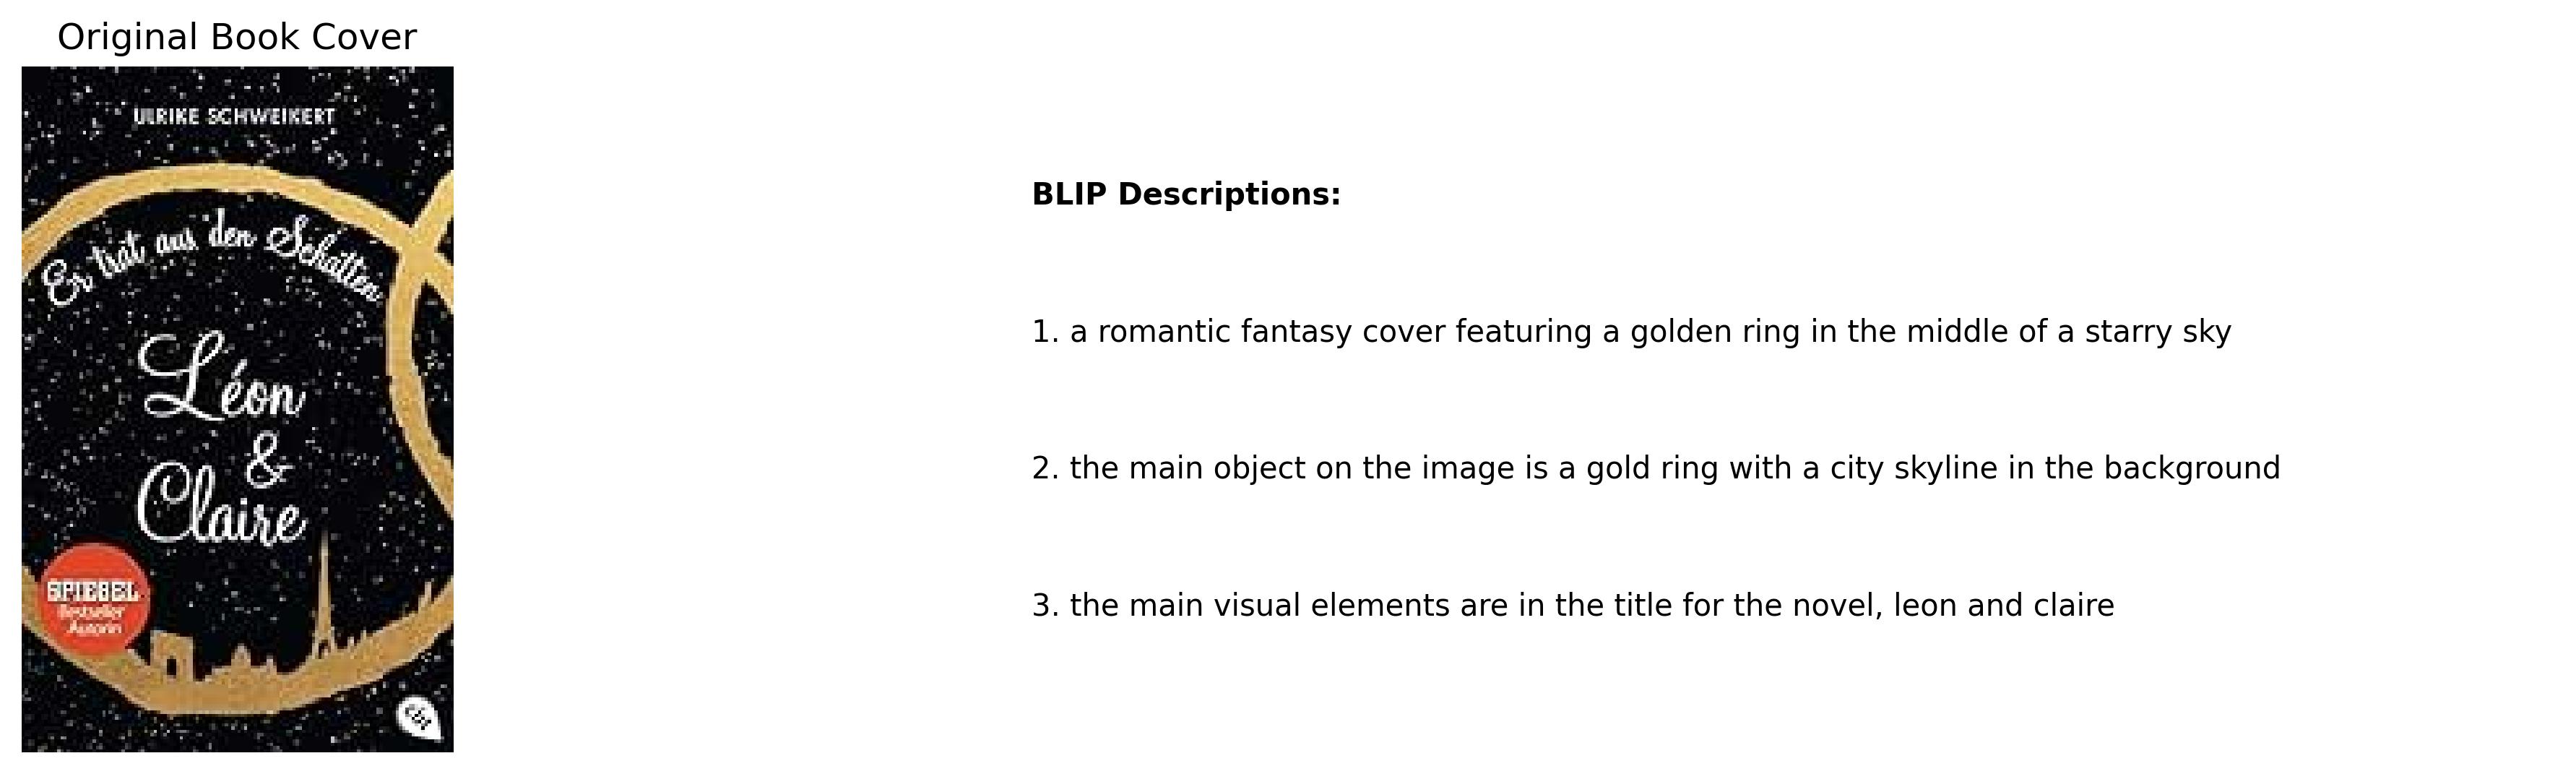 Original Book Cover
ULRIKE SCHWEIKERT
Er trat aus den Schatten
Léon
&
Claire
SPIEGEL
Bestseller
Autorin
cbt
BLIP Descriptions:
1. a romantic fantasy cover featuring a golden ring in the middle of a starry sky
2. the main object on the image is a gold ring with a city skyline in the background
3. the main visual elements are in the title for the novel, leon and claire